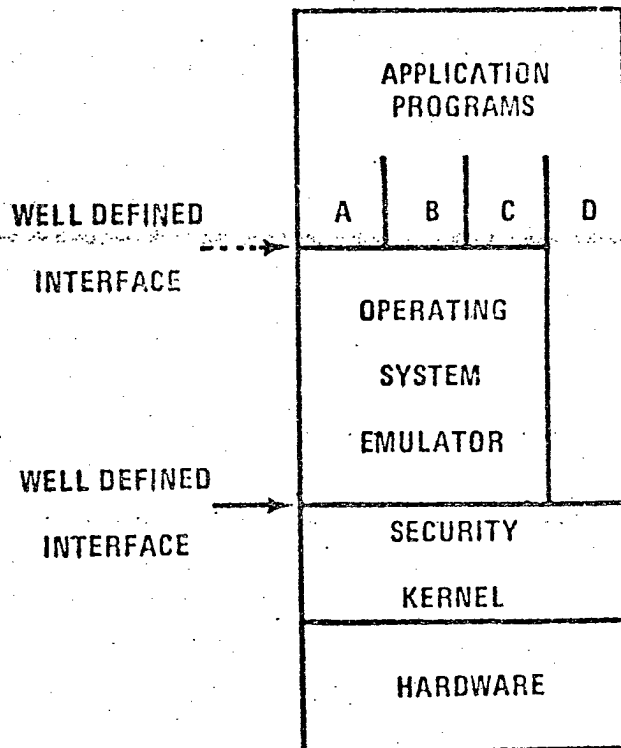 APPLICATION
PROGRAMS
A B C D
WELL DEFINED
INTERFACE
OPERATING
SYSTEM
EMULATOR
WELL DEFINED
INTERFACE
SECURITY
KERNEL
HARDWARE